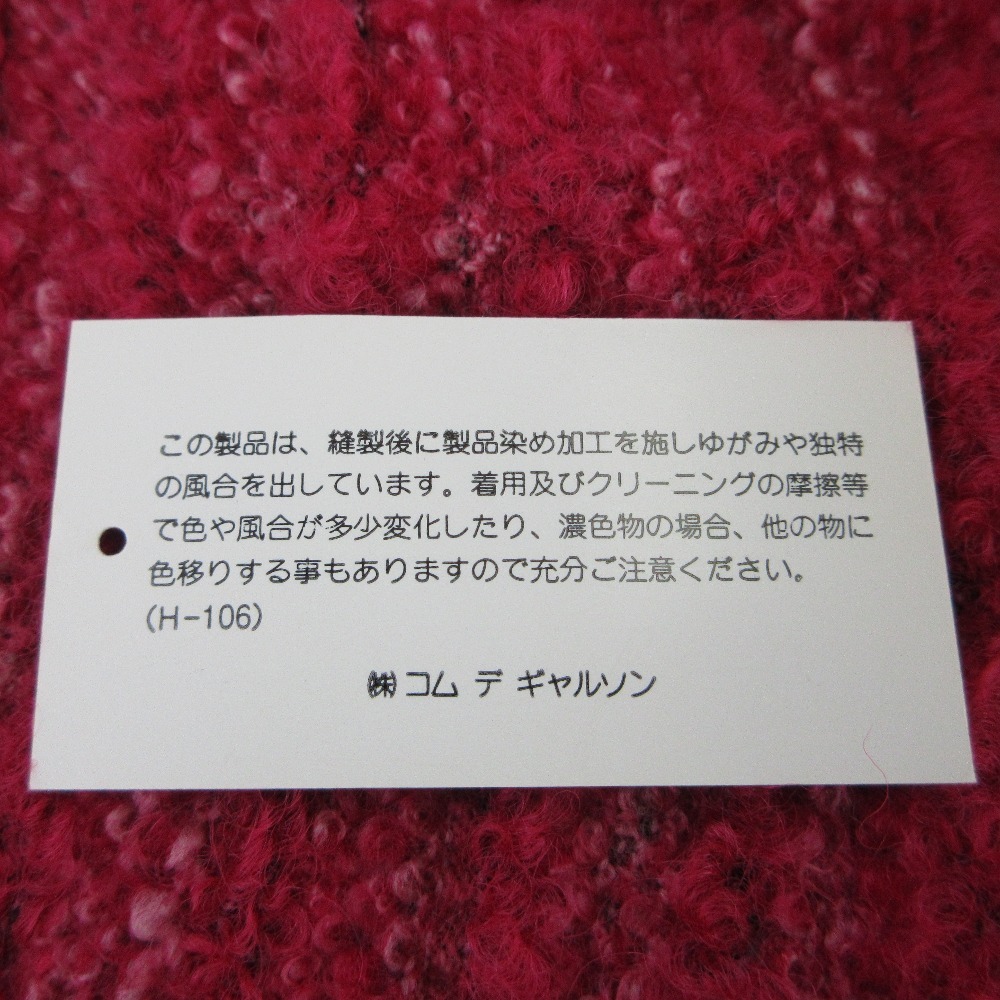 この製品は、縫製後に製品染め加工を施しゆがみや独特
の風合を出しています。着用及びクリーニングの摩擦等
で色や風合が多少変化したり、濃色物の場合、他の物に
色移りする事もありますので充分ご注意ください。
(H-106)
㈱コム デ ギャルソン